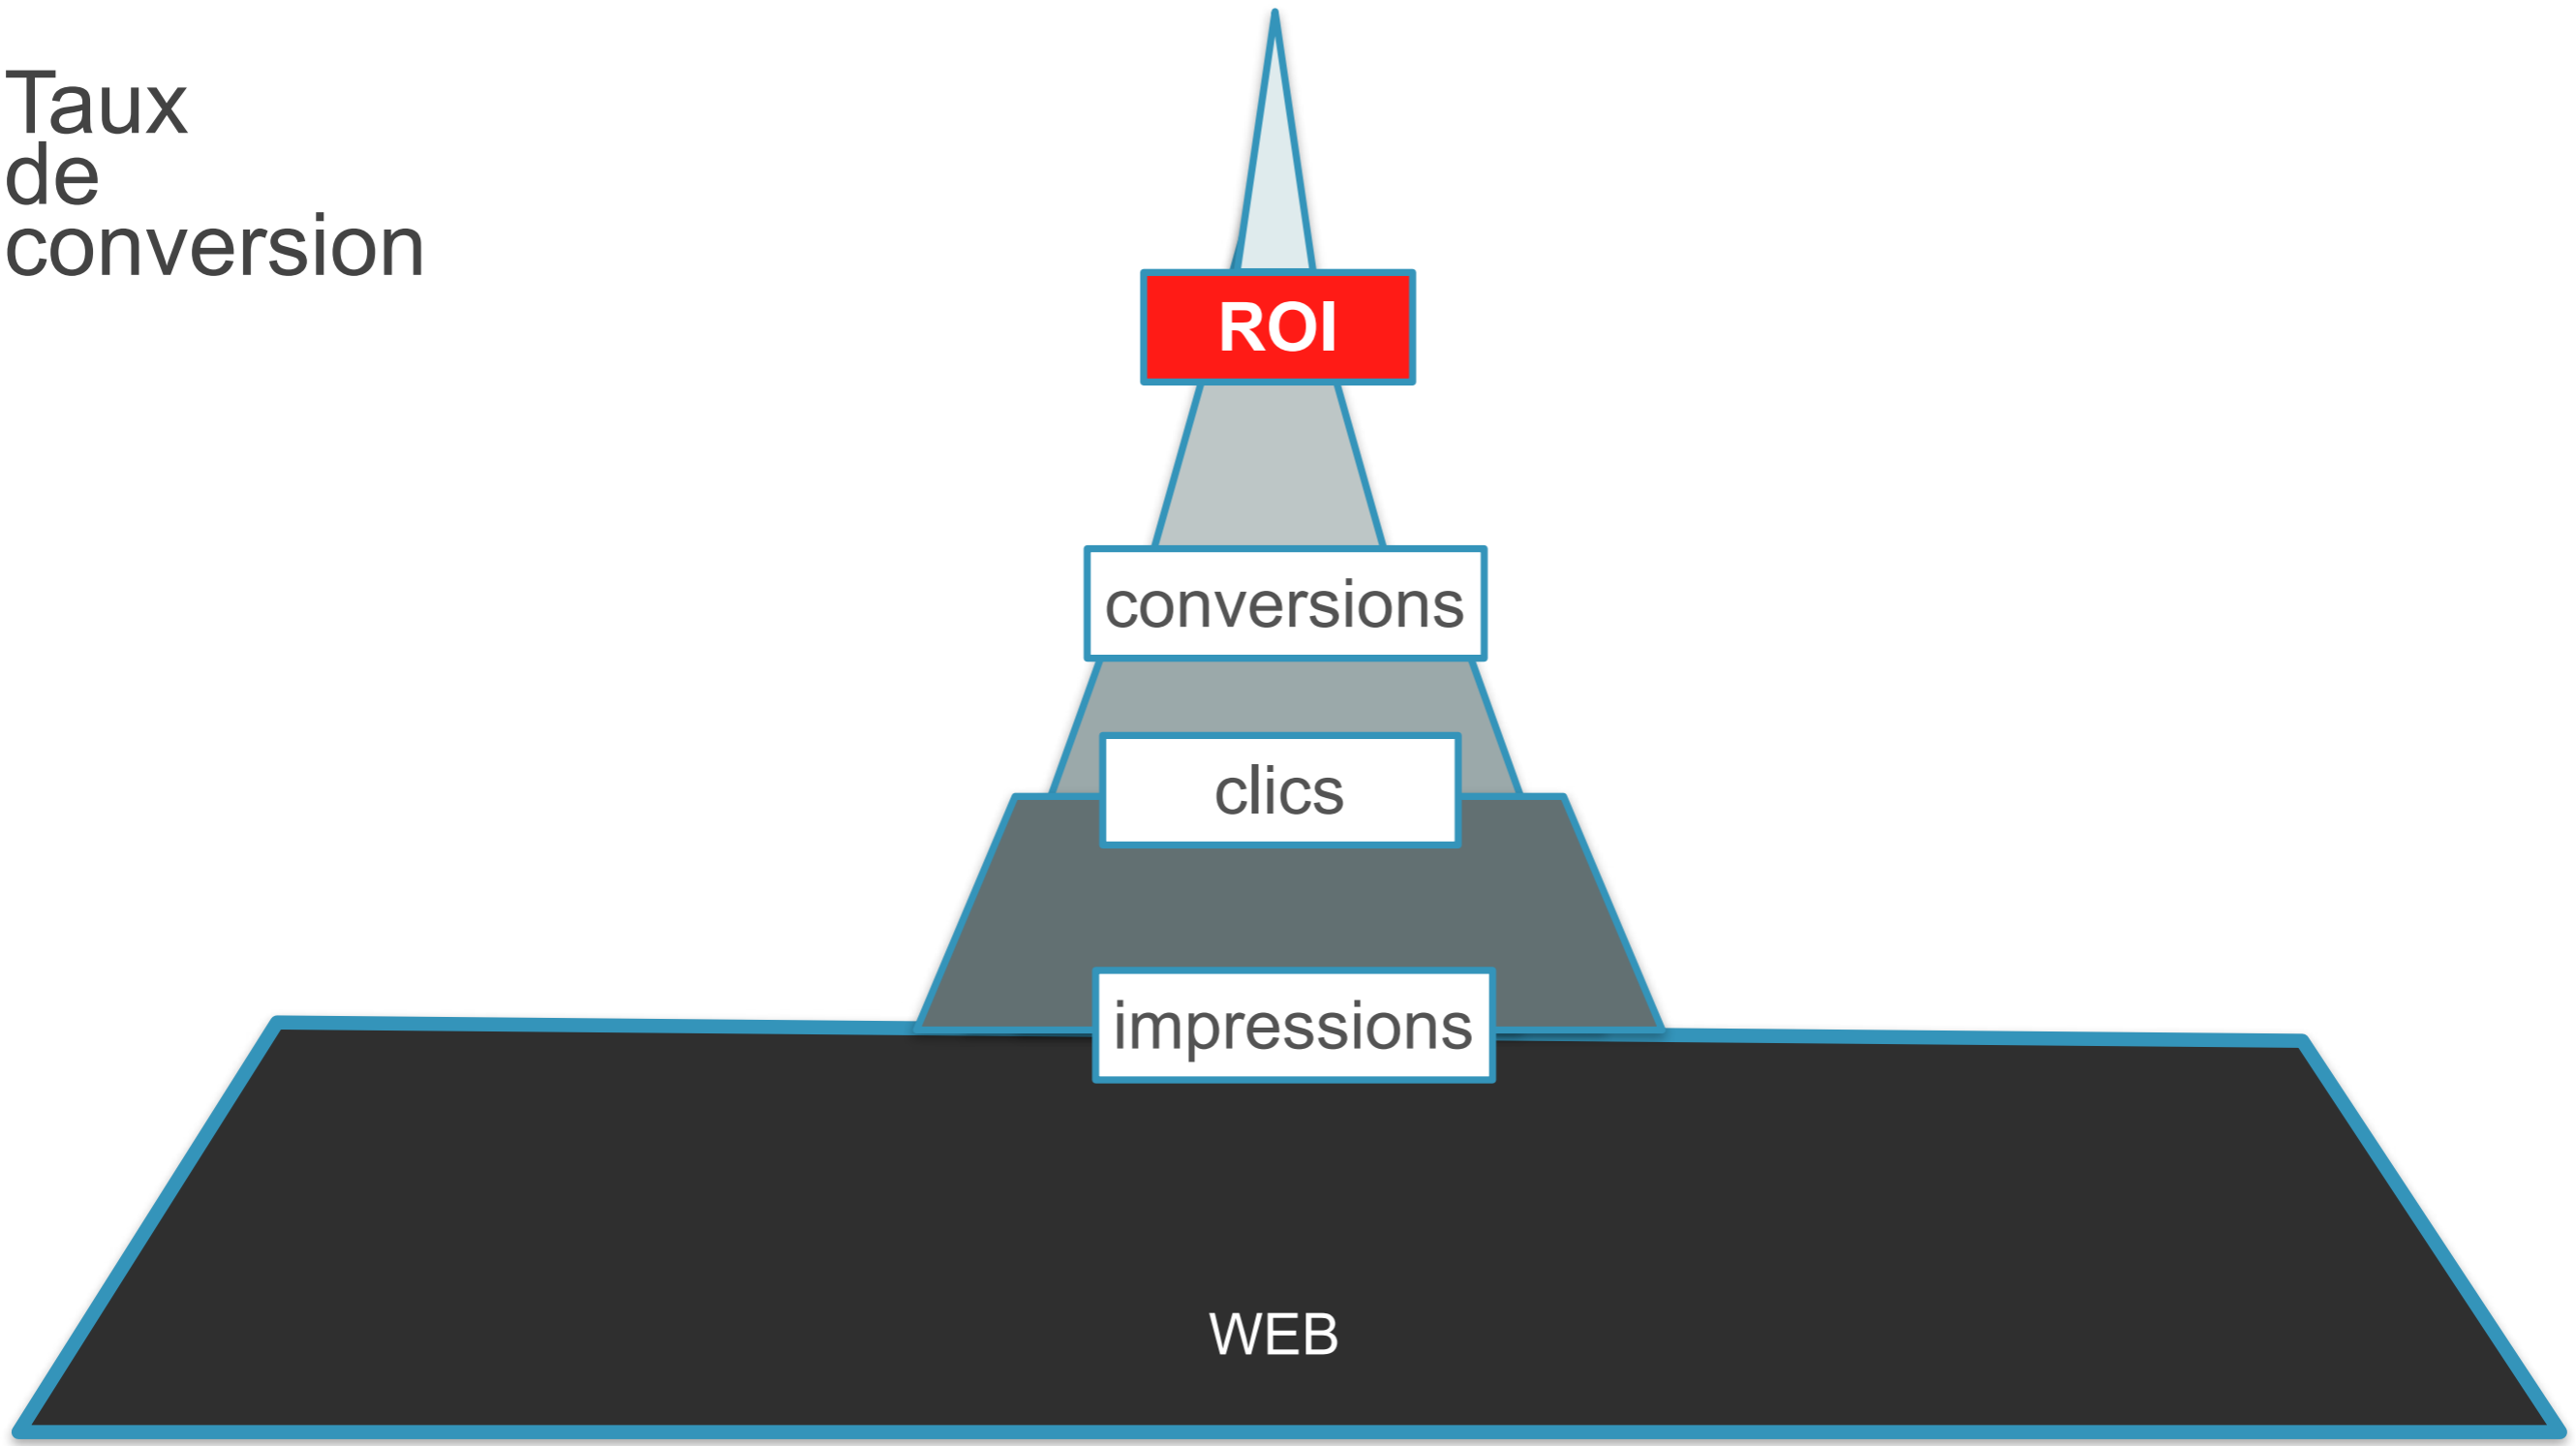 Taux
de
conversion
ROI
conversions
clics
impressions
WEB